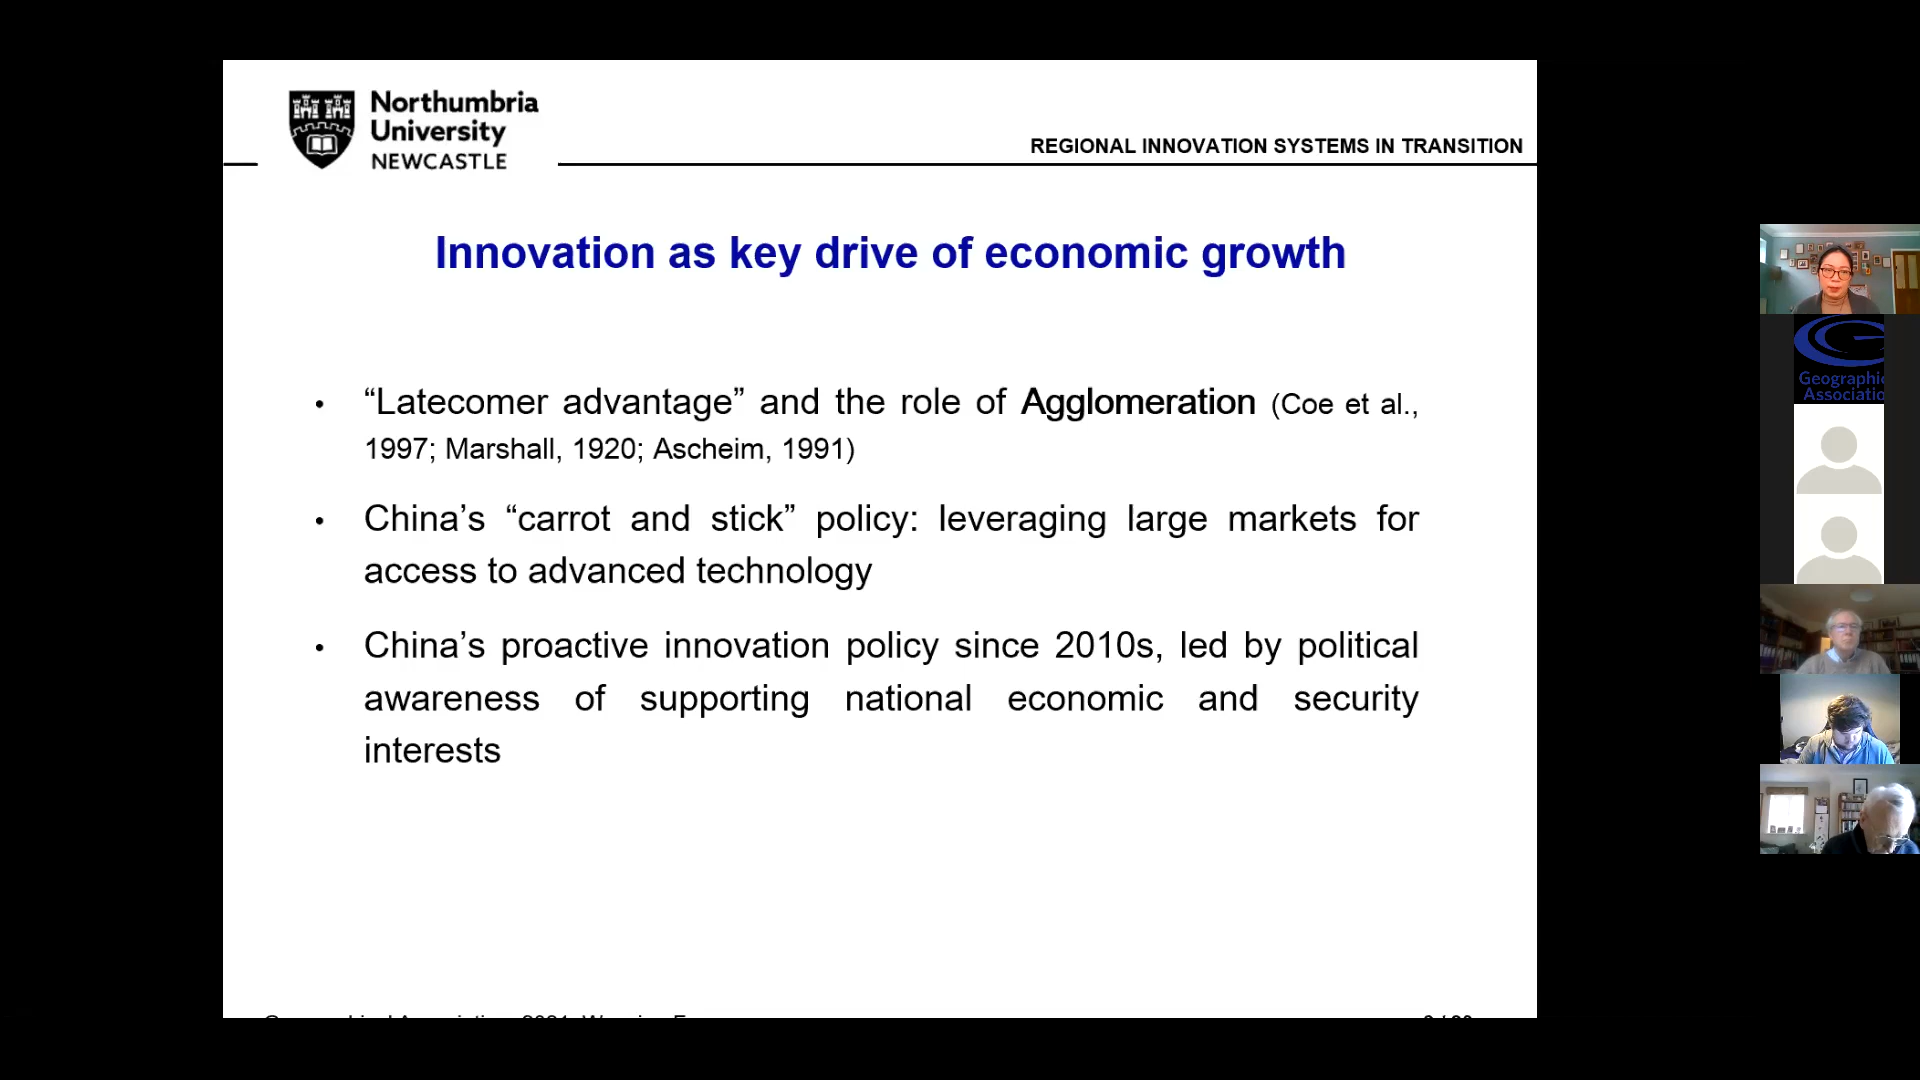 Northumbria
University
NEWCASTLE
REGIONAL INNOVATION SYSTEMS IN TRANSITION
Innovation as key drive of economic growth
• “Latecomer advantage” and the role of Agglomeration (Coe et al.,
1997; Marshall, 1920; Ascheim, 1991)
• China’s “carrot and stick” policy: leveraging large markets for
access to advanced technology
• China’s proactive innovation policy since 2010s, led by political
awareness of supporting national economic and security
interests
Geographic
Associatio